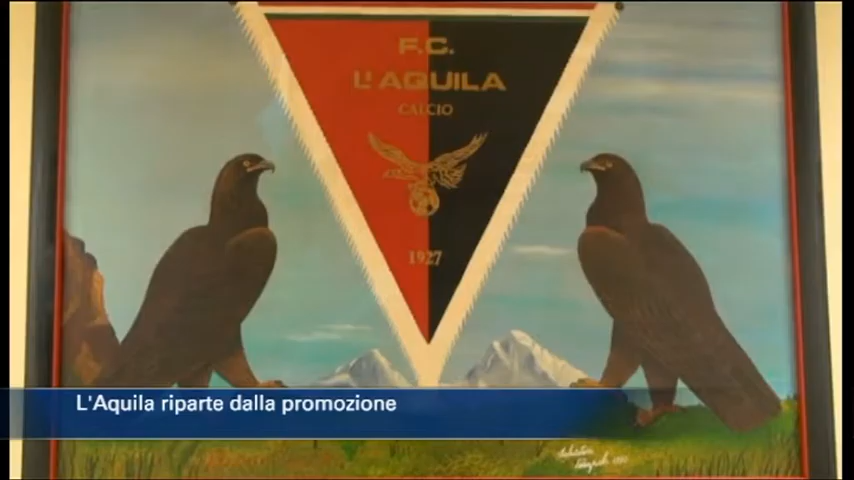 F.C.
L'AQUILA
CALCIO
1927
L'Aquila riparte dalla promozione